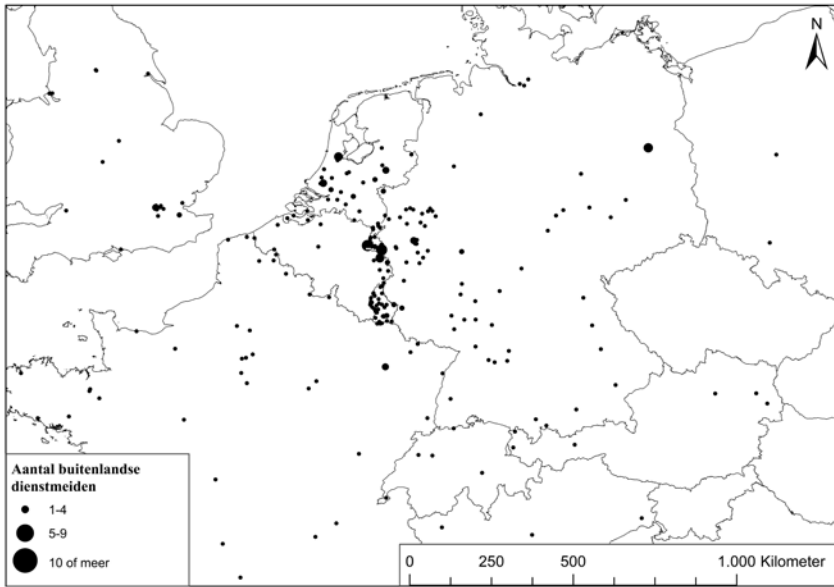 N
Aantal buitenlandse
dienstmeiden
1-4
5-9
10 of meer
0 250 500 1.000 Kilometer